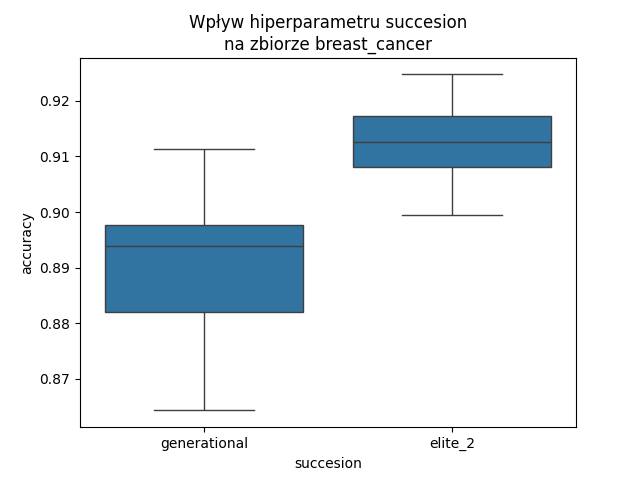 Wpływ hiperparametru succesion
na zbiorze breast_cancer
0.92
0.91
0.90
0.89
0.88
0.87
accuracy
generational
elite_2
succesion